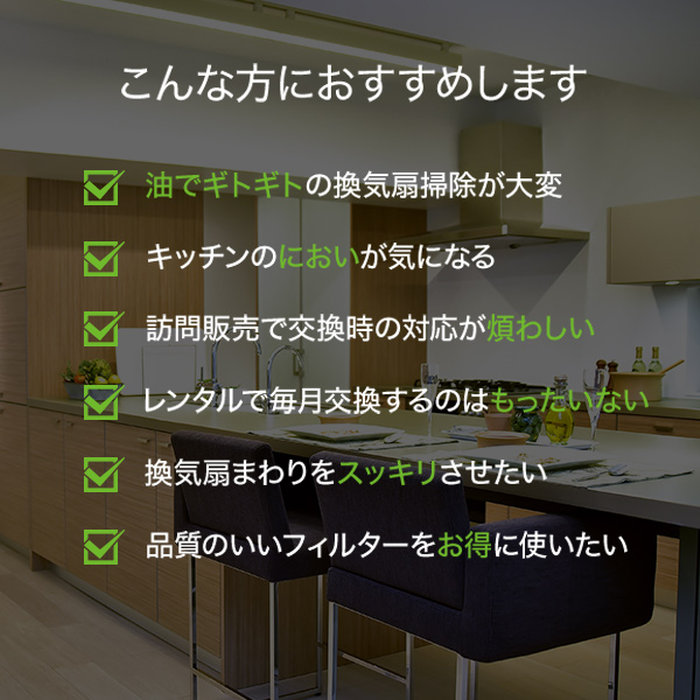 こんな方におすすめします
油でギトギトの換気扇掃除が大変
キッチンのにおいが気になる
訪問販売で交換時の対応が煩わしい
レンタルで毎月交換するのはもったいない
換気扇まわりをスッキリさせたい
品質のいいフィルターをお得に使いたい